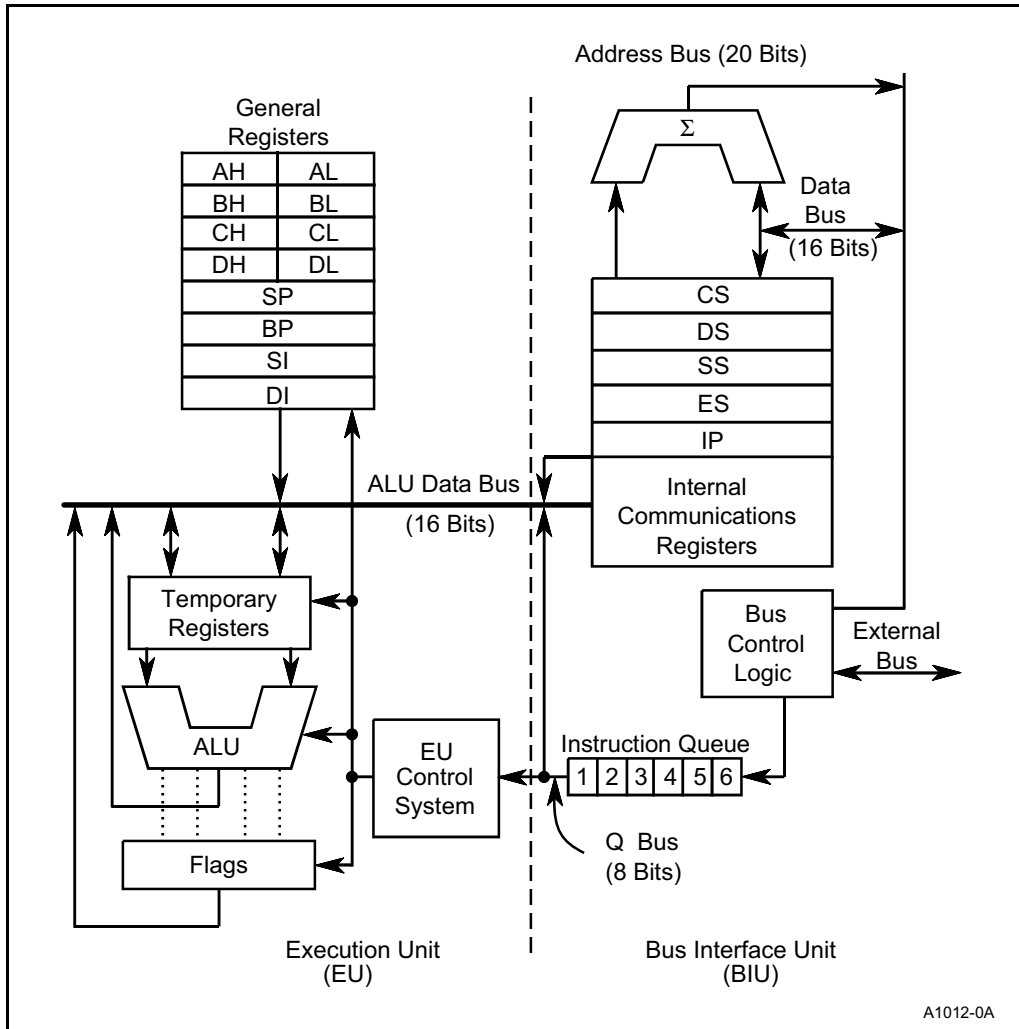 Address Bus (20 Bits)
General
Registers
AH AL
BH BL
CH CL
DH DL
SP
BP
SI
DI
Σ
Data
Bus
(16 Bits)
CS
DS
SS
ES
IP
Internal
Communications
Registers
ALU Data Bus
(16 Bits)
Temporary
Registers
ALU
Flags
EU
Control
System
Bus
Control
Logic
External
Bus
Instruction Queue
1 2 3 4 5 6
Q Bus
(8 Bits)
Execution Unit
(EU)
Bus Interface Unit
(BIU)
A1012-0A